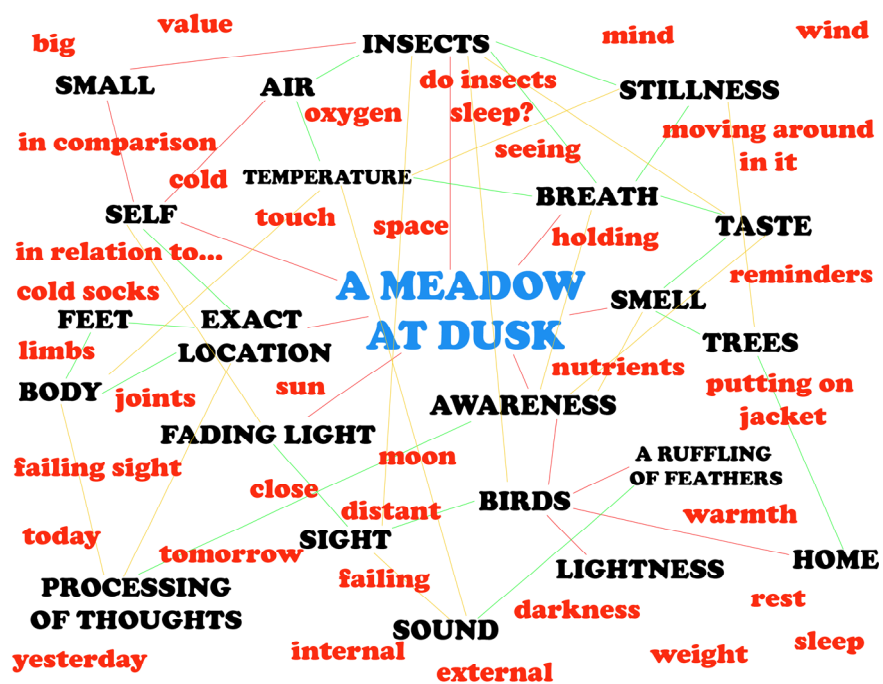 value
wind
big
INSECTS
mind
SMALL
AIR
do insects
sleep?
STILLNESS
oxygen
moving around
in it
in comparison
seeing
cold
TEMPERATURE
BREATH
SELF
touch
space
TASTE
holding
in relation to...
reminders
cold socks
A MEADOW
AT DUSK
SMELL
FEET
EXACT
LOCATION
TREES
limbs
nutrients
BODY
joints
sun
putting on
jacket
AWARENESS
FADING LIGHT
moon
A RUFFLING
OF FEATHERS
failing sight
close
BIRDS
distant
warmth
today
SIGHT
tomorrow
HOME
LIGHTNESS
PROCESSING
OF THOUGHTS
failing
rest
darkness
SOUND
sleep
internal
weight
yesterday
external